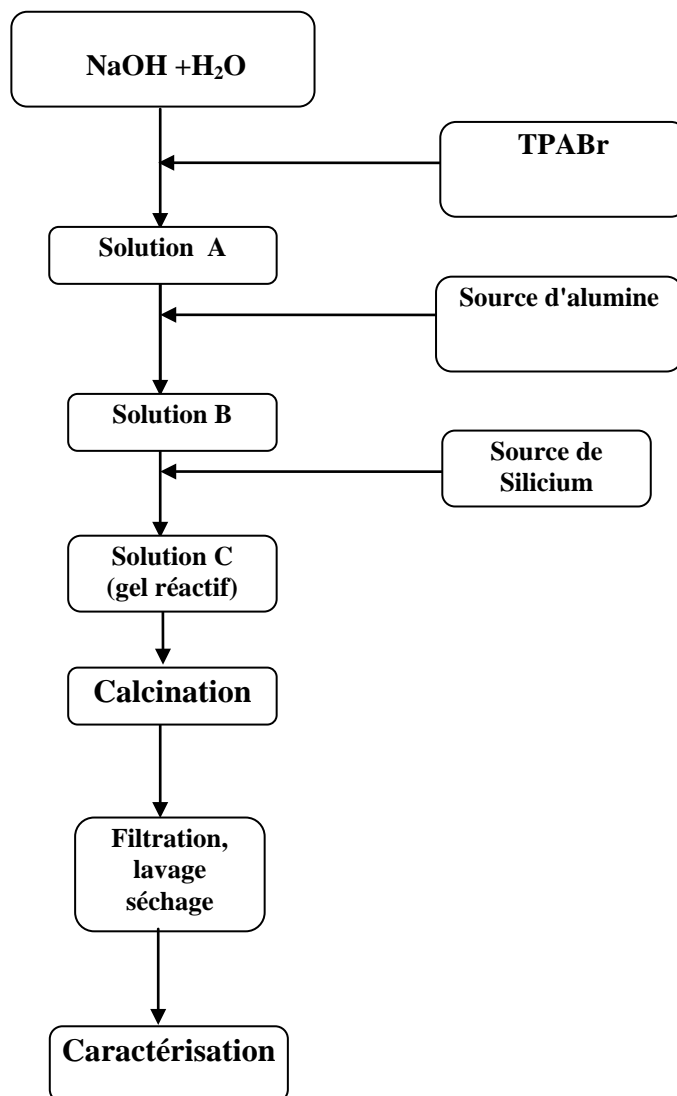 NaOH +H₂O
TPABr
Solution A
Source d'alumine
Solution B
Source de
Silicium
Solution C
(gel réactif)
Calcination
Filtration,
lavage
séchage
Caractérisation